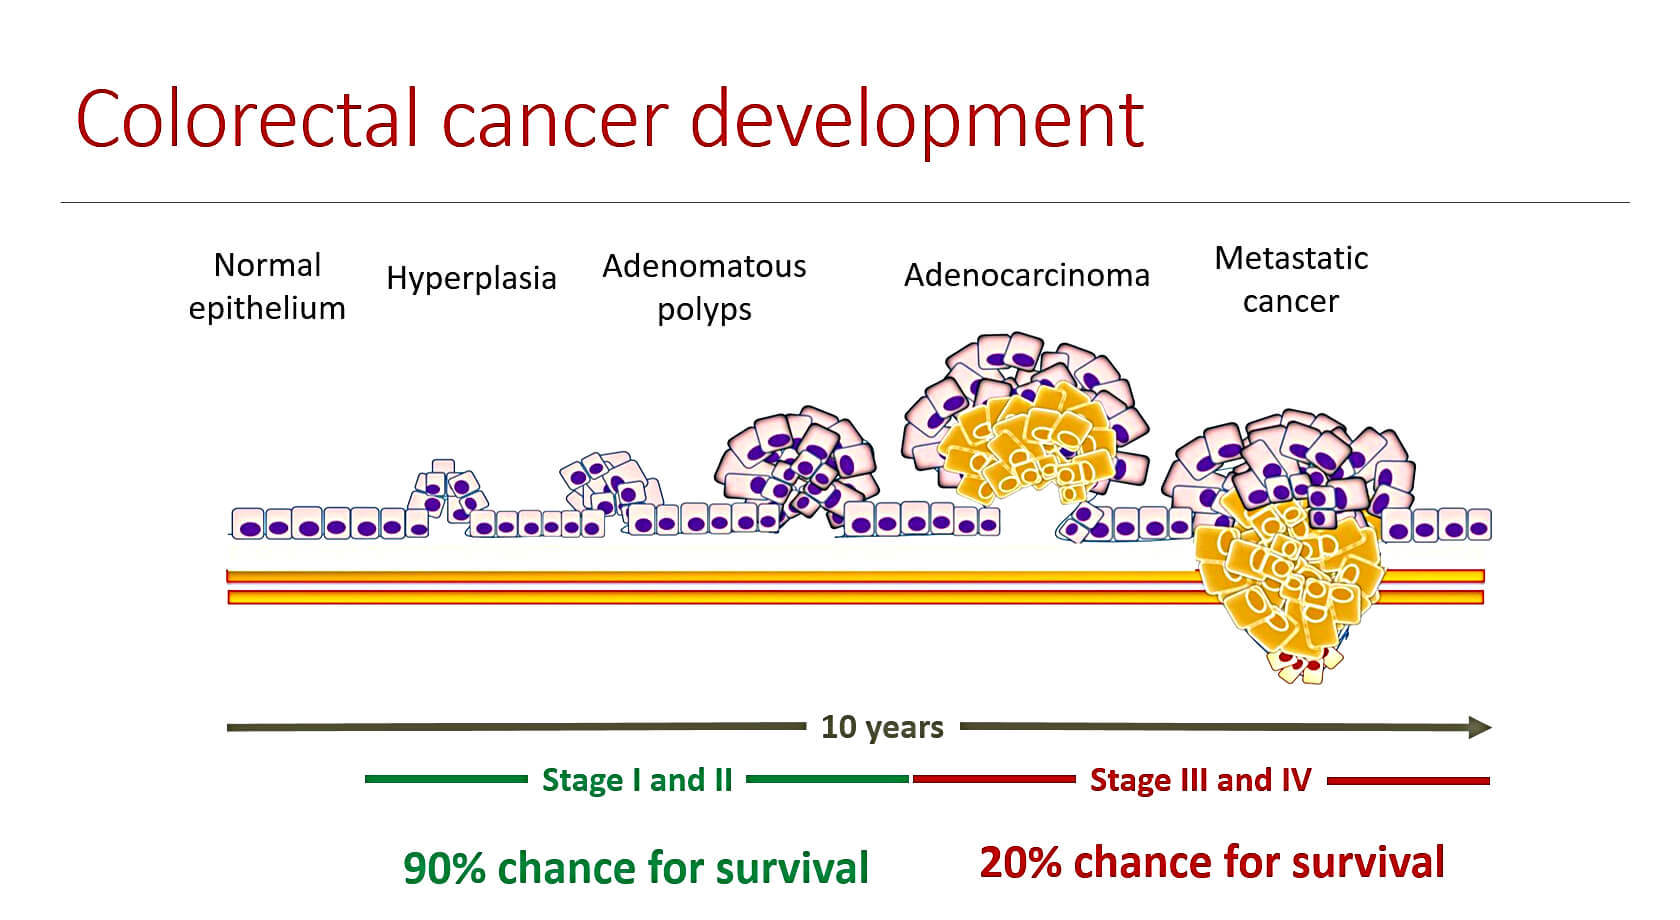 Colorectal cancer development
Normal
epithelium
Hyperplasia
Adenomatous
polyps
Adenocarcinoma
Metastatic
cancer
10 years
Stage I and II
Stage III and IV
90% chance for survival
20% chance for survival